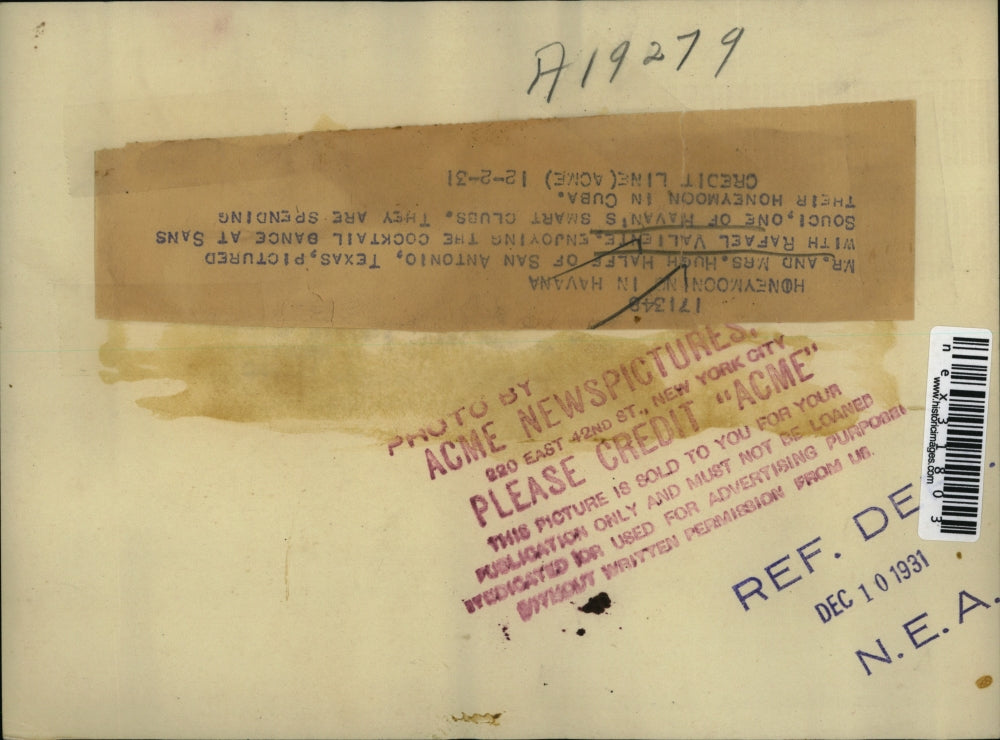 A19279
171348
HONEYMOONING IN HAVANA
MR. AND MRS. HUGH HALFF OF SAN ANTONIO, TEXAS, PICTURED
WITH RAFAEL VALIENTE, ENJOYING THE COCKTAIL DANCE AT SANS
SOUCI, ONE OF HAVAN'S SMART CLUBS. THEY ARE SPENDING
THEIR HONEYMOON IN CUBA.
CREDIT LINE (ACME) 12-2-31
PHOTO BY
ACME NEWSPICTURES.
220 EAST 42ND ST., NEW YORK CITY
PLEASE CREDIT "ACME"
THIS PICTURE IS SOLD TO YOU FOR YOUR
PUBLICATION ONLY AND MUST NOT BE LOANED
SYNDICATED OR USED FOR ADVERTISING PURPOSES
WITHOUT WRITTEN PERMISSION FROM US.
REF. DE
DEC 10 1931
N.E.A.
www.historicimages.com
nex31803